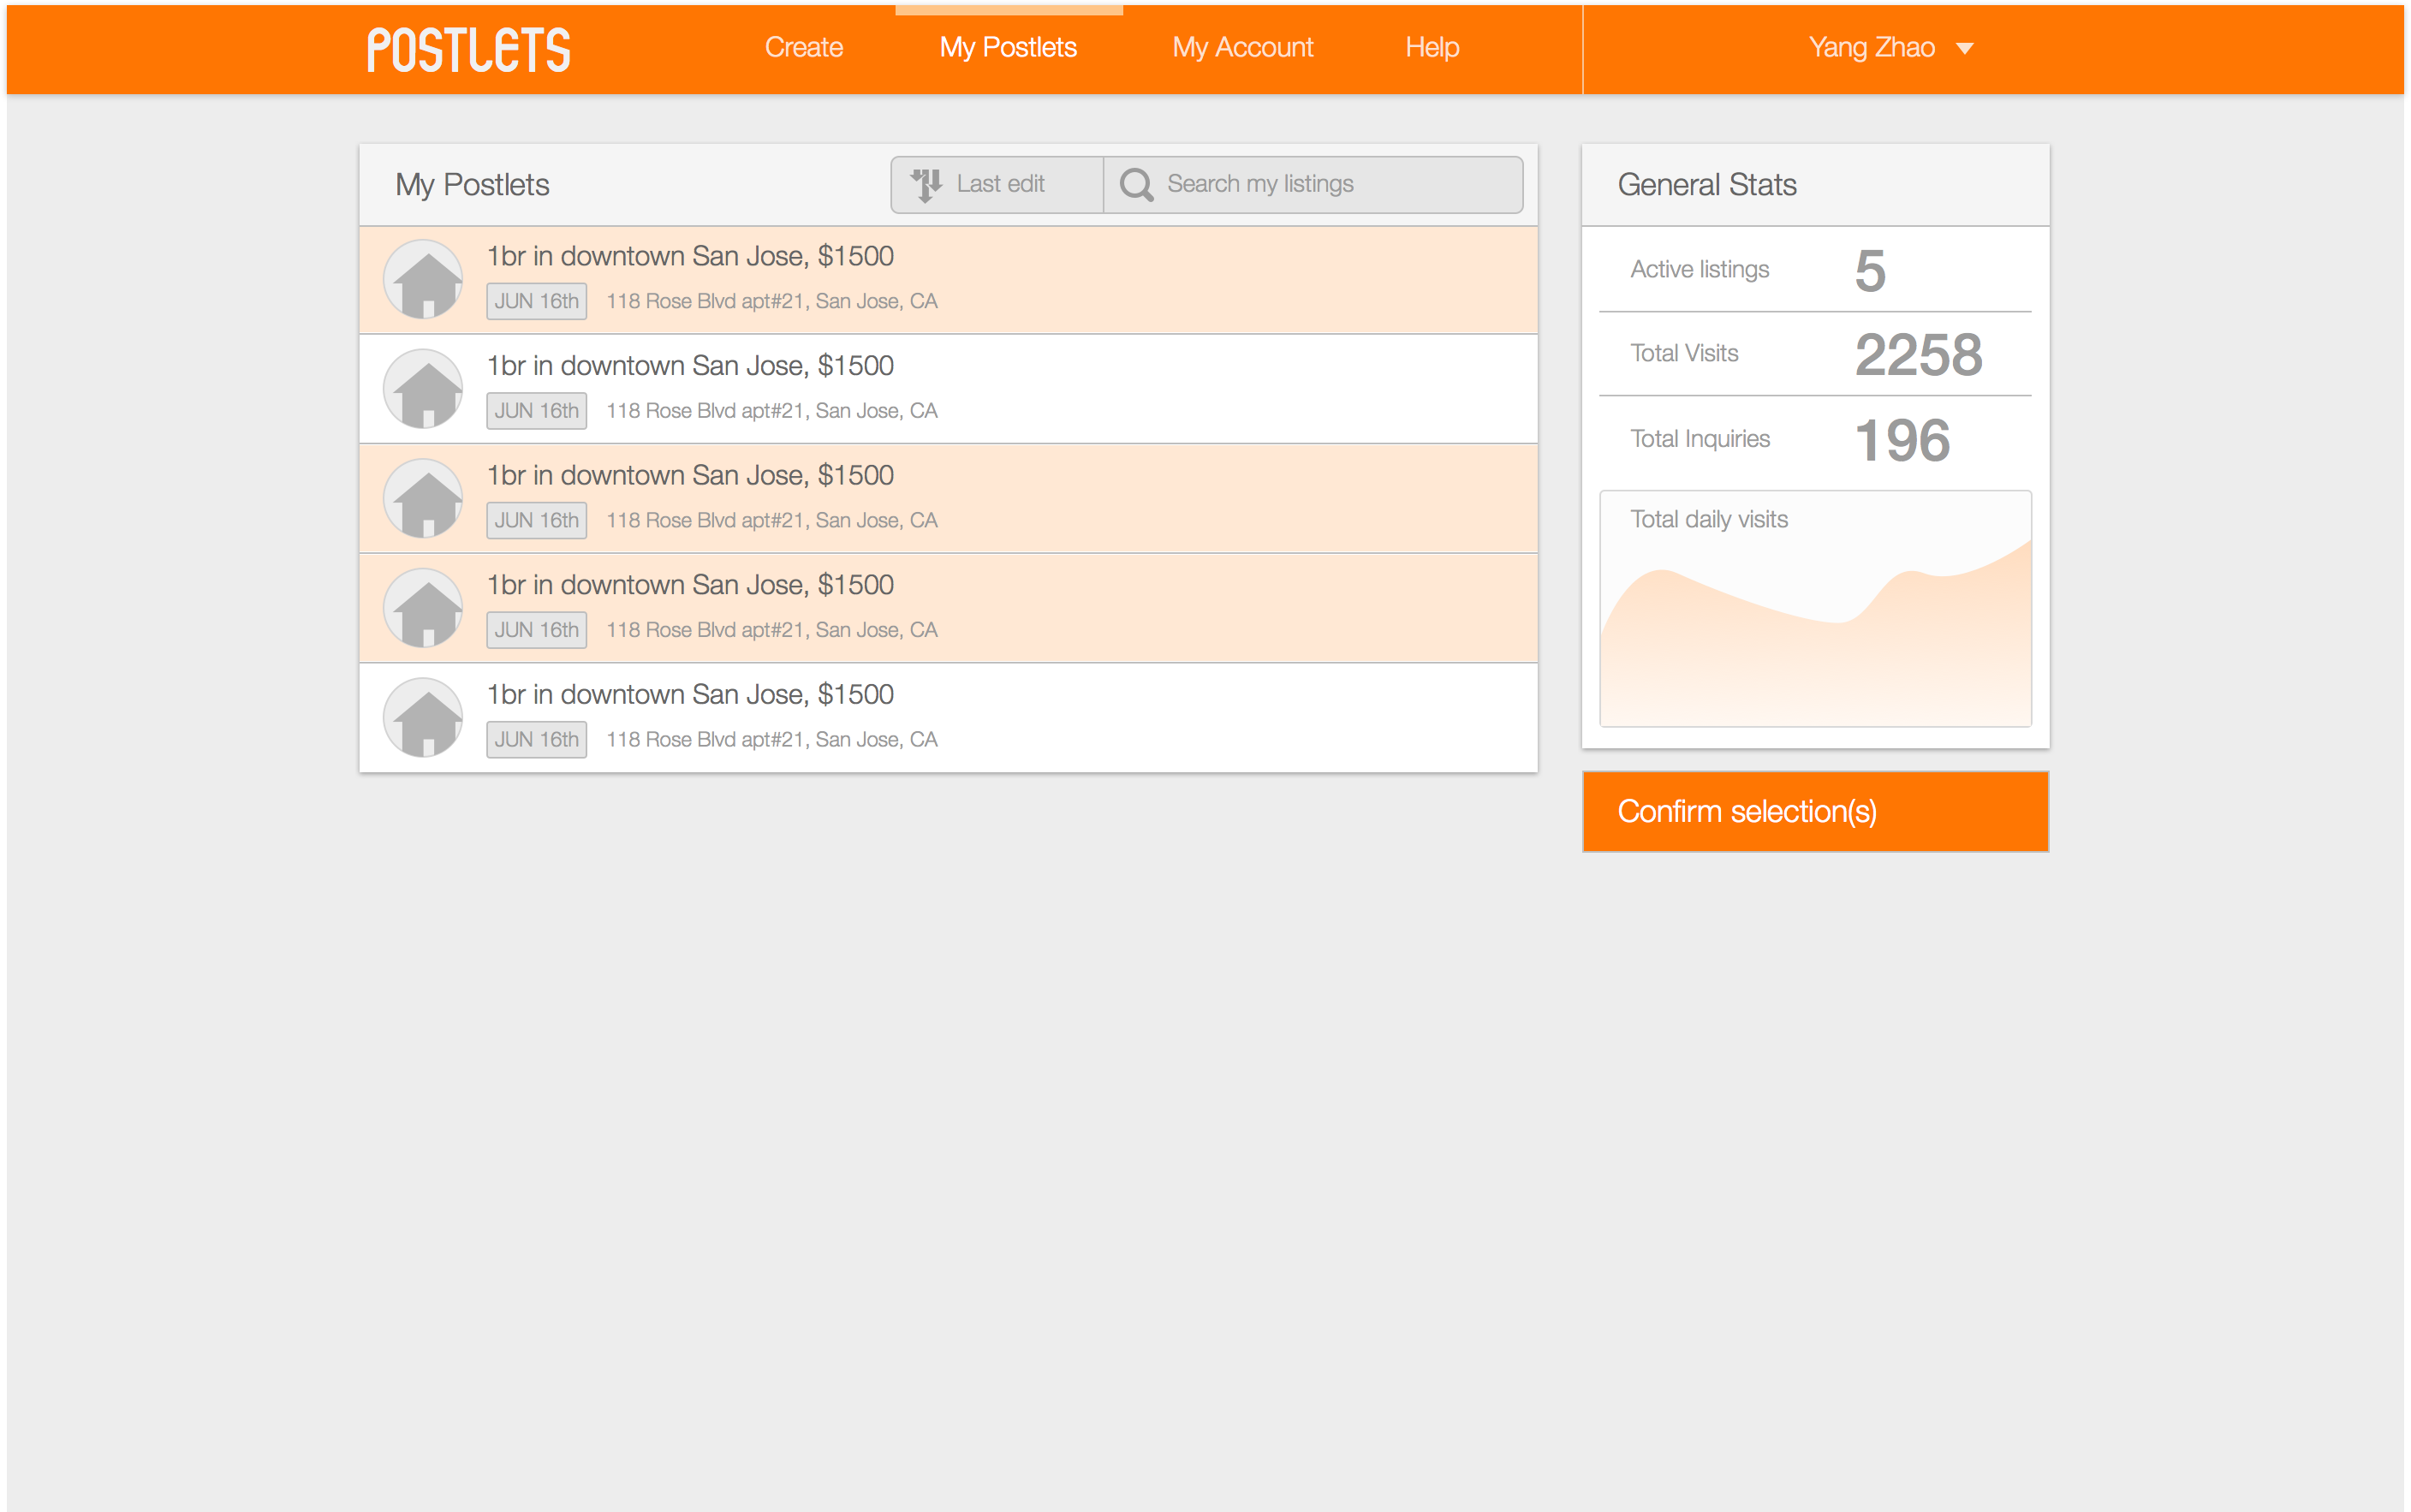 POSTLETS Create My Postlets My Account Help Yang Zhao
My Postlets Last edit Search my listings
1br in downtown San Jose, $1500
JUN 16th 118 Rose Blvd apt#21, San Jose, CA
1br in downtown San Jose, $1500
JUN 16th 118 Rose Blvd apt#21, San Jose, CA
1br in downtown San Jose, $1500
JUN 16th 118 Rose Blvd apt#21, San Jose, CA
1br in downtown San Jose, $1500
JUN 16th 118 Rose Blvd apt#21, San Jose, CA
1br in downtown San Jose, $1500
JUN 16th 118 Rose Blvd apt#21, San Jose, CA
General Stats
Active listings 5
Total Visits 2258
Total Inquiries 196
Total daily visits
Confirm selection(s)